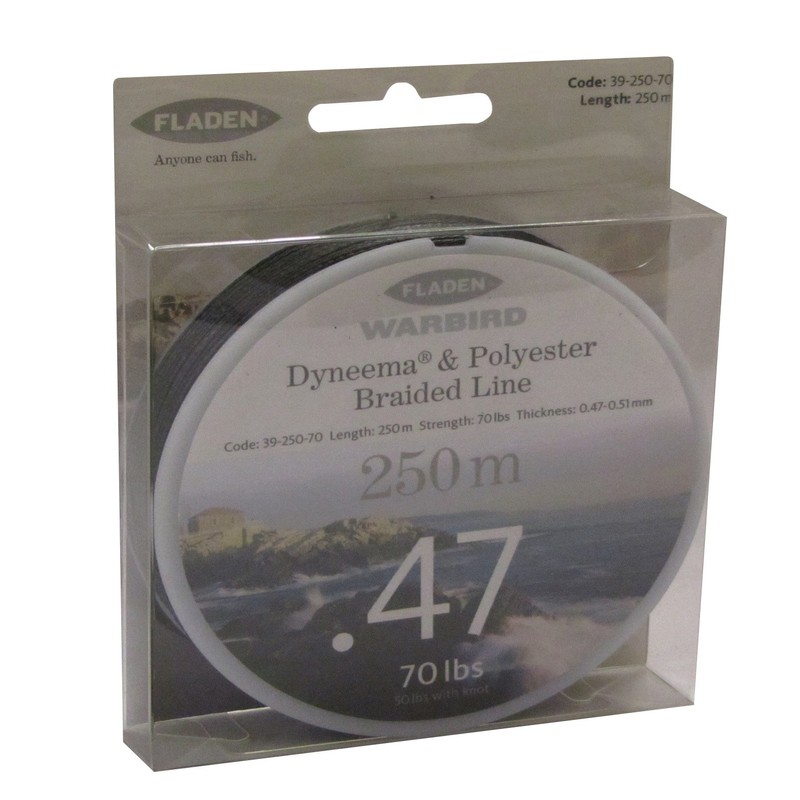 FLADEN®
Anyone can fish.
Code: 39-250-70
Length: 250 m
FLADEN
WARBIRD
Dyneema® & Polyester
Braided Line
Code: 39-250-70 Length: 250 m Strength: 70 lbs Thickness: 0.47-0.51 mm
250 m
.47
70 lbs
50 lbs with knot